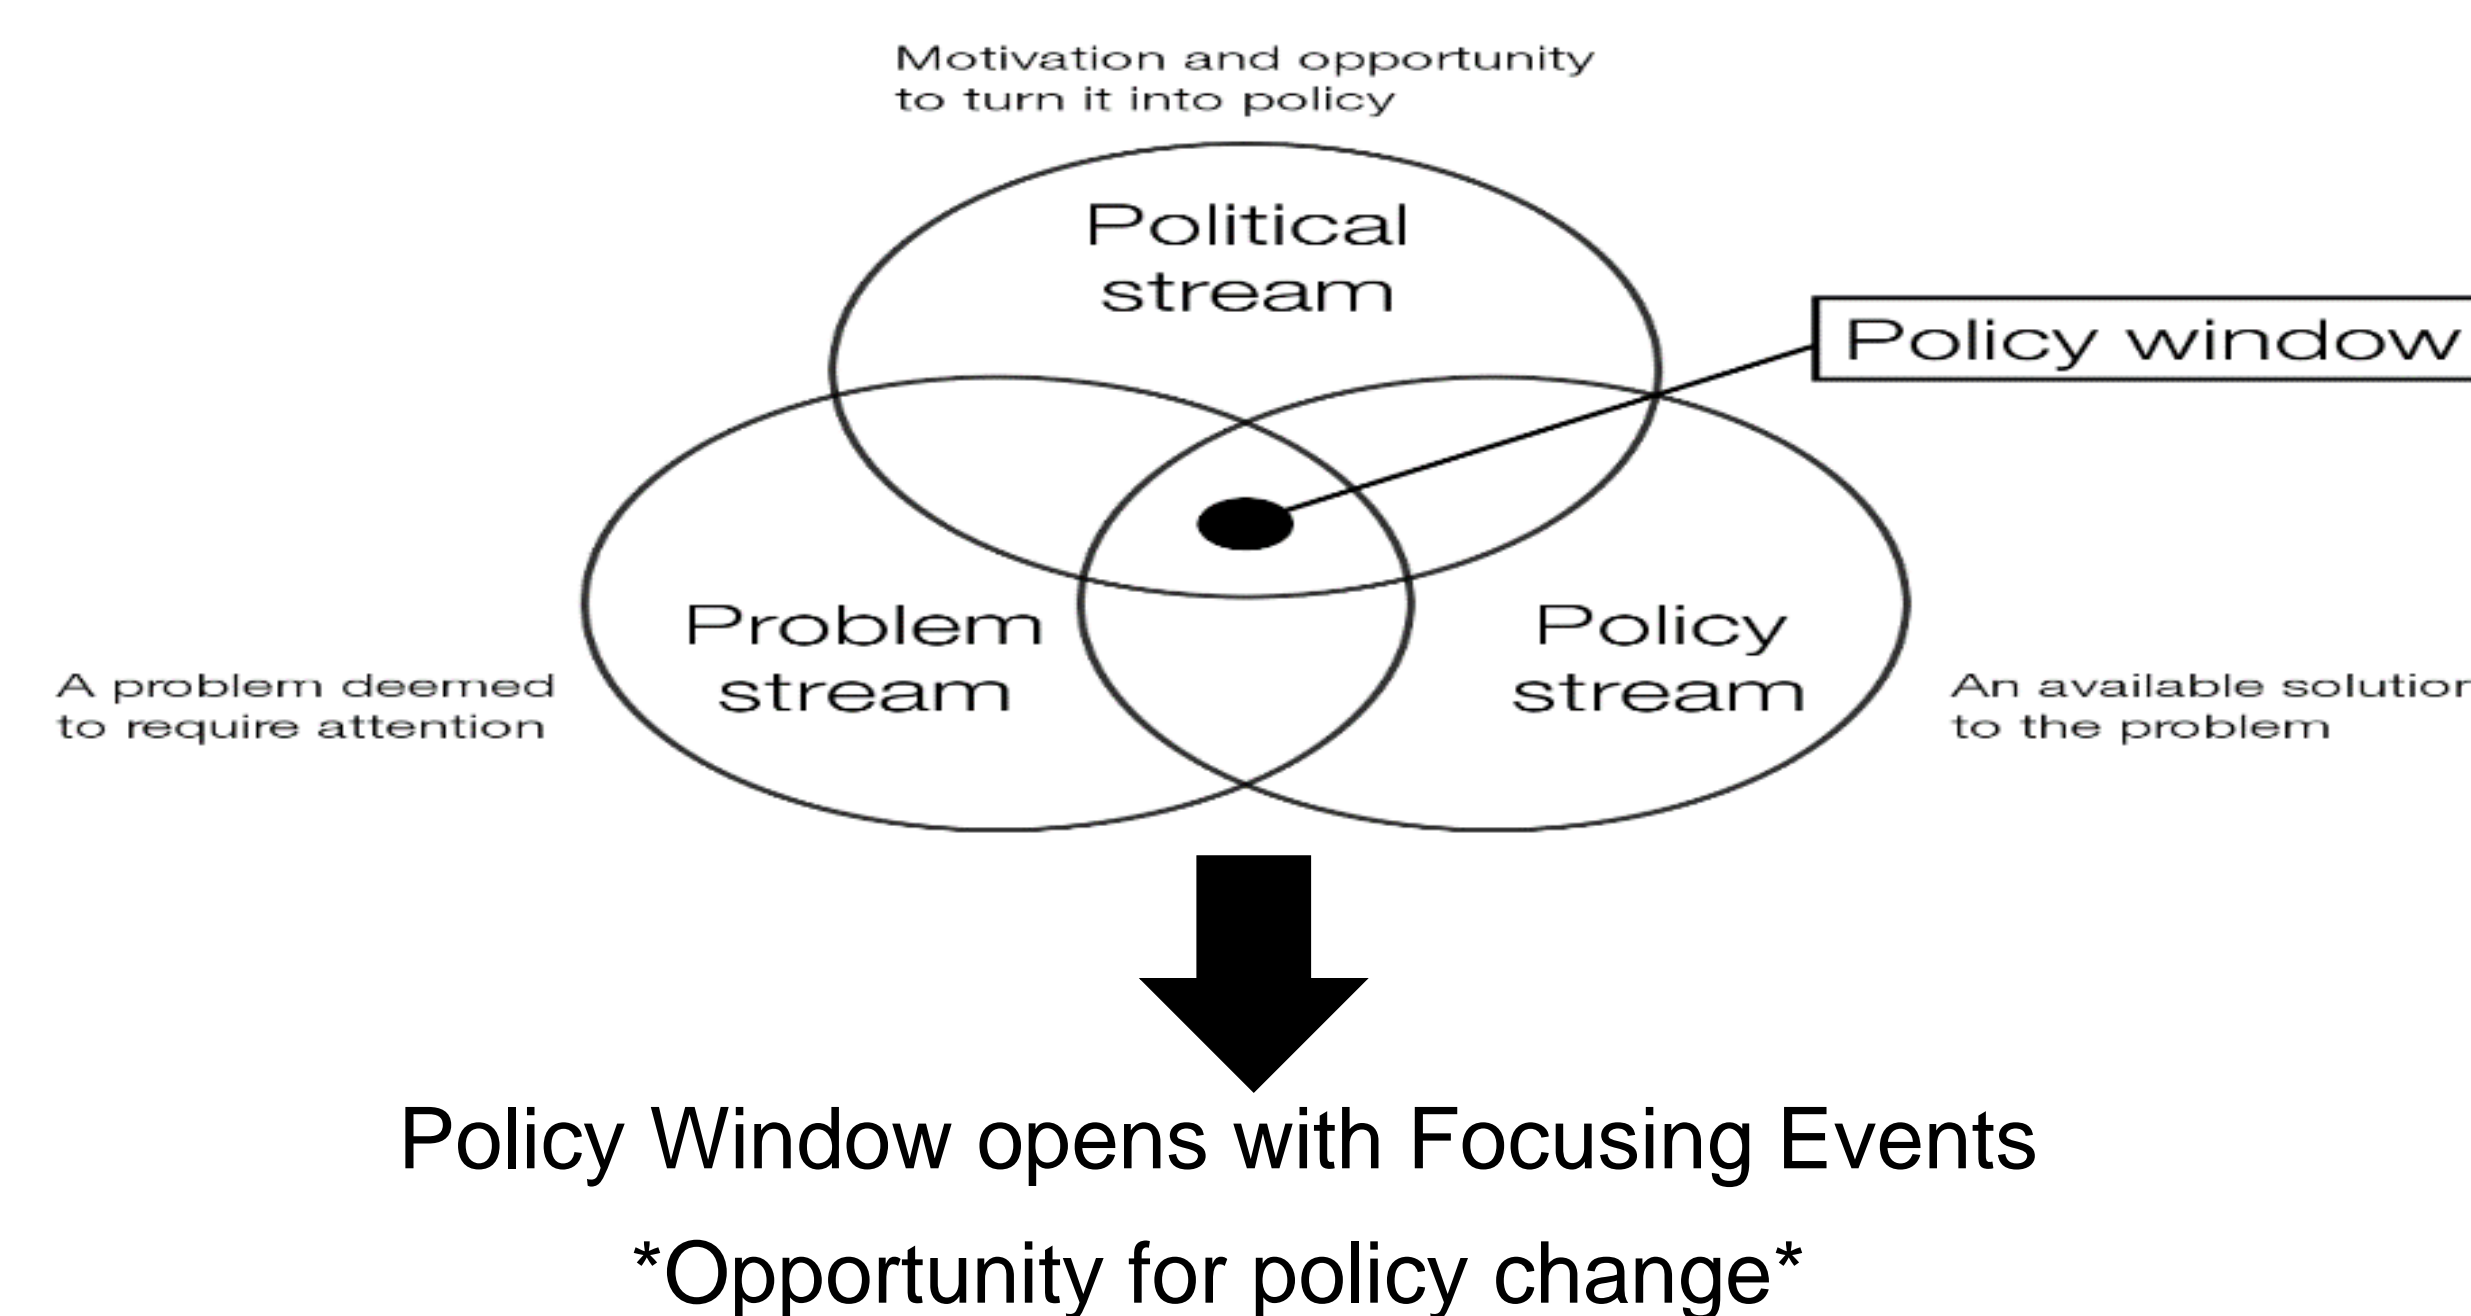 Motivation and opportunity
to turn it into policy
Political
stream
Policy window
Problem
stream
Policy
stream
A problem deemed
to require attention
An available solution
to the problem
Policy Window opens with Focusing Events
*Opportunity for policy change*